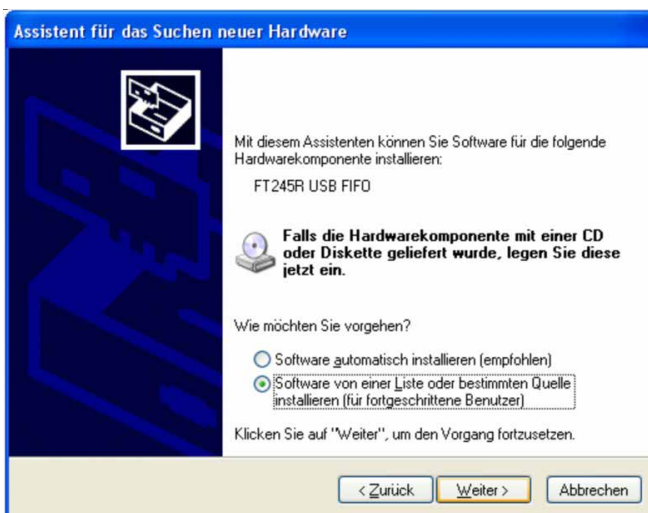 Assistent für das Suchen neuer Hardware
Mit diesem Assistenten können Sie Software für die folgende
Hardwarekomponente installieren:
FT245R USB FIFO
Falls die Hardwarekomponente mit einer CD
oder Diskette geliefert wurde, legen Sie diese
jetzt ein.
Wie möchten Sie vorgehen?
Software automatisch installieren (empfohlen)
Software von einer Liste oder bestimmten Quelle
installieren (für fortgeschrittene Benutzer)
Klicken Sie auf "Weiter", um den Vorgang fortzusetzen.
< Zurück Weiter > Abbrechen